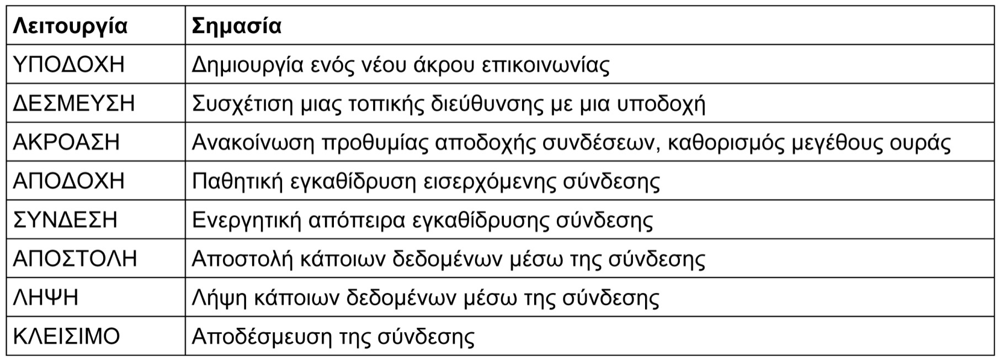 Λειτουργία Σημασία
ΥΠΟΔΟΧΗ Δημιουργία ενός νέου άκρου επικοινωνίας
ΔΕΣΜΕΥΣΗ Συσχέτιση μιας τοπικής διεύθυνσης με μια υποδοχή
ΑΚΡΟΑΣΗ Ανακοίνωση προθυμίας αποδοχής συνδέσεων, καθορισμός μεγέθους ουράς
ΑΠΟΔΟΧΗ Παθητική εγκαθίδρυση εισερχόμενης σύνδεσης
ΣΥΝΔΕΣΗ Ενεργητική απόπειρα εγκαθίδρυσης σύνδεσης
ΑΠΟΣΤΟΛΗ Αποστολή κάποιων δεδομένων μέσω της σύνδεσης
ΛΗΨΗ Λήψη κάποιων δεδομένων μέσω της σύνδεσης
ΚΛΕΙΣΙΜΟ Αποδέσμευση της σύνδεσης